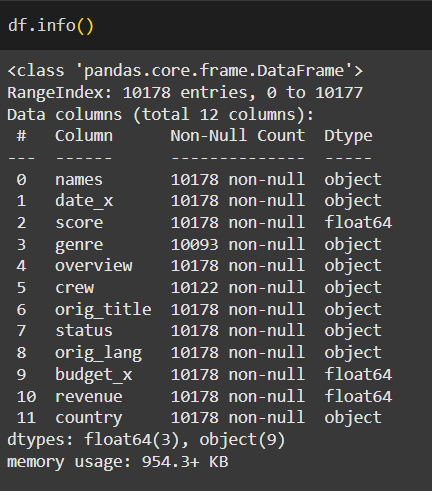 df.info()
<class 'pandas.core.frame.DataFrame'>
RangeIndex: 10178 entries, 0 to 10177
Data columns (total 12 columns):
 #   Column      Non-Null Count  Dtype
---  ------      --------------  -----
 0   names       10178 non-null  object
 1   date_x      10178 non-null  object
 2   score       10178 non-null  float64
 3   genre       10093 non-null  object
 4   overview    10178 non-null  object
 5   crew        10122 non-null  object
 6   orig_title  10178 non-null  object
 7   status      10178 non-null  object
 8   orig_lang   10178 non-null  object
 9   budget_x    10178 non-null  float64
 10  revenue     10178 non-null  float64
 11  country     10178 non-null  object
dtypes: float64(3), object(9)
memory usage: 954.3+ KB